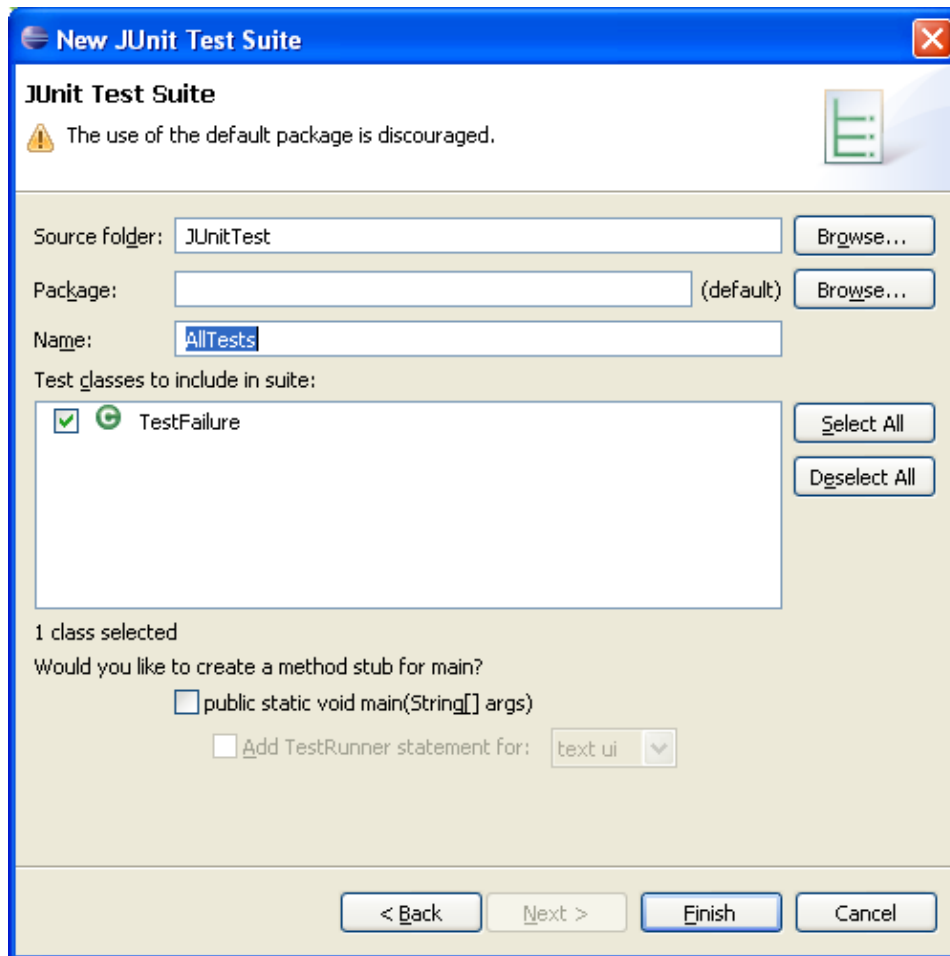 New JUnit Test Suite
JUnit Test Suite
The use of the default package is discouraged.
Source folder: JUnitTest Browse...
Package: (default) Browse...
Name: AllTests
Test classes to include in suite:
TestFailure
Select All
Deselect All
1 class selected
Would you like to create a method stub for main?
public static void main(String[] args)
Add TestRunner statement for: text ui
< Back Next > Finish Cancel